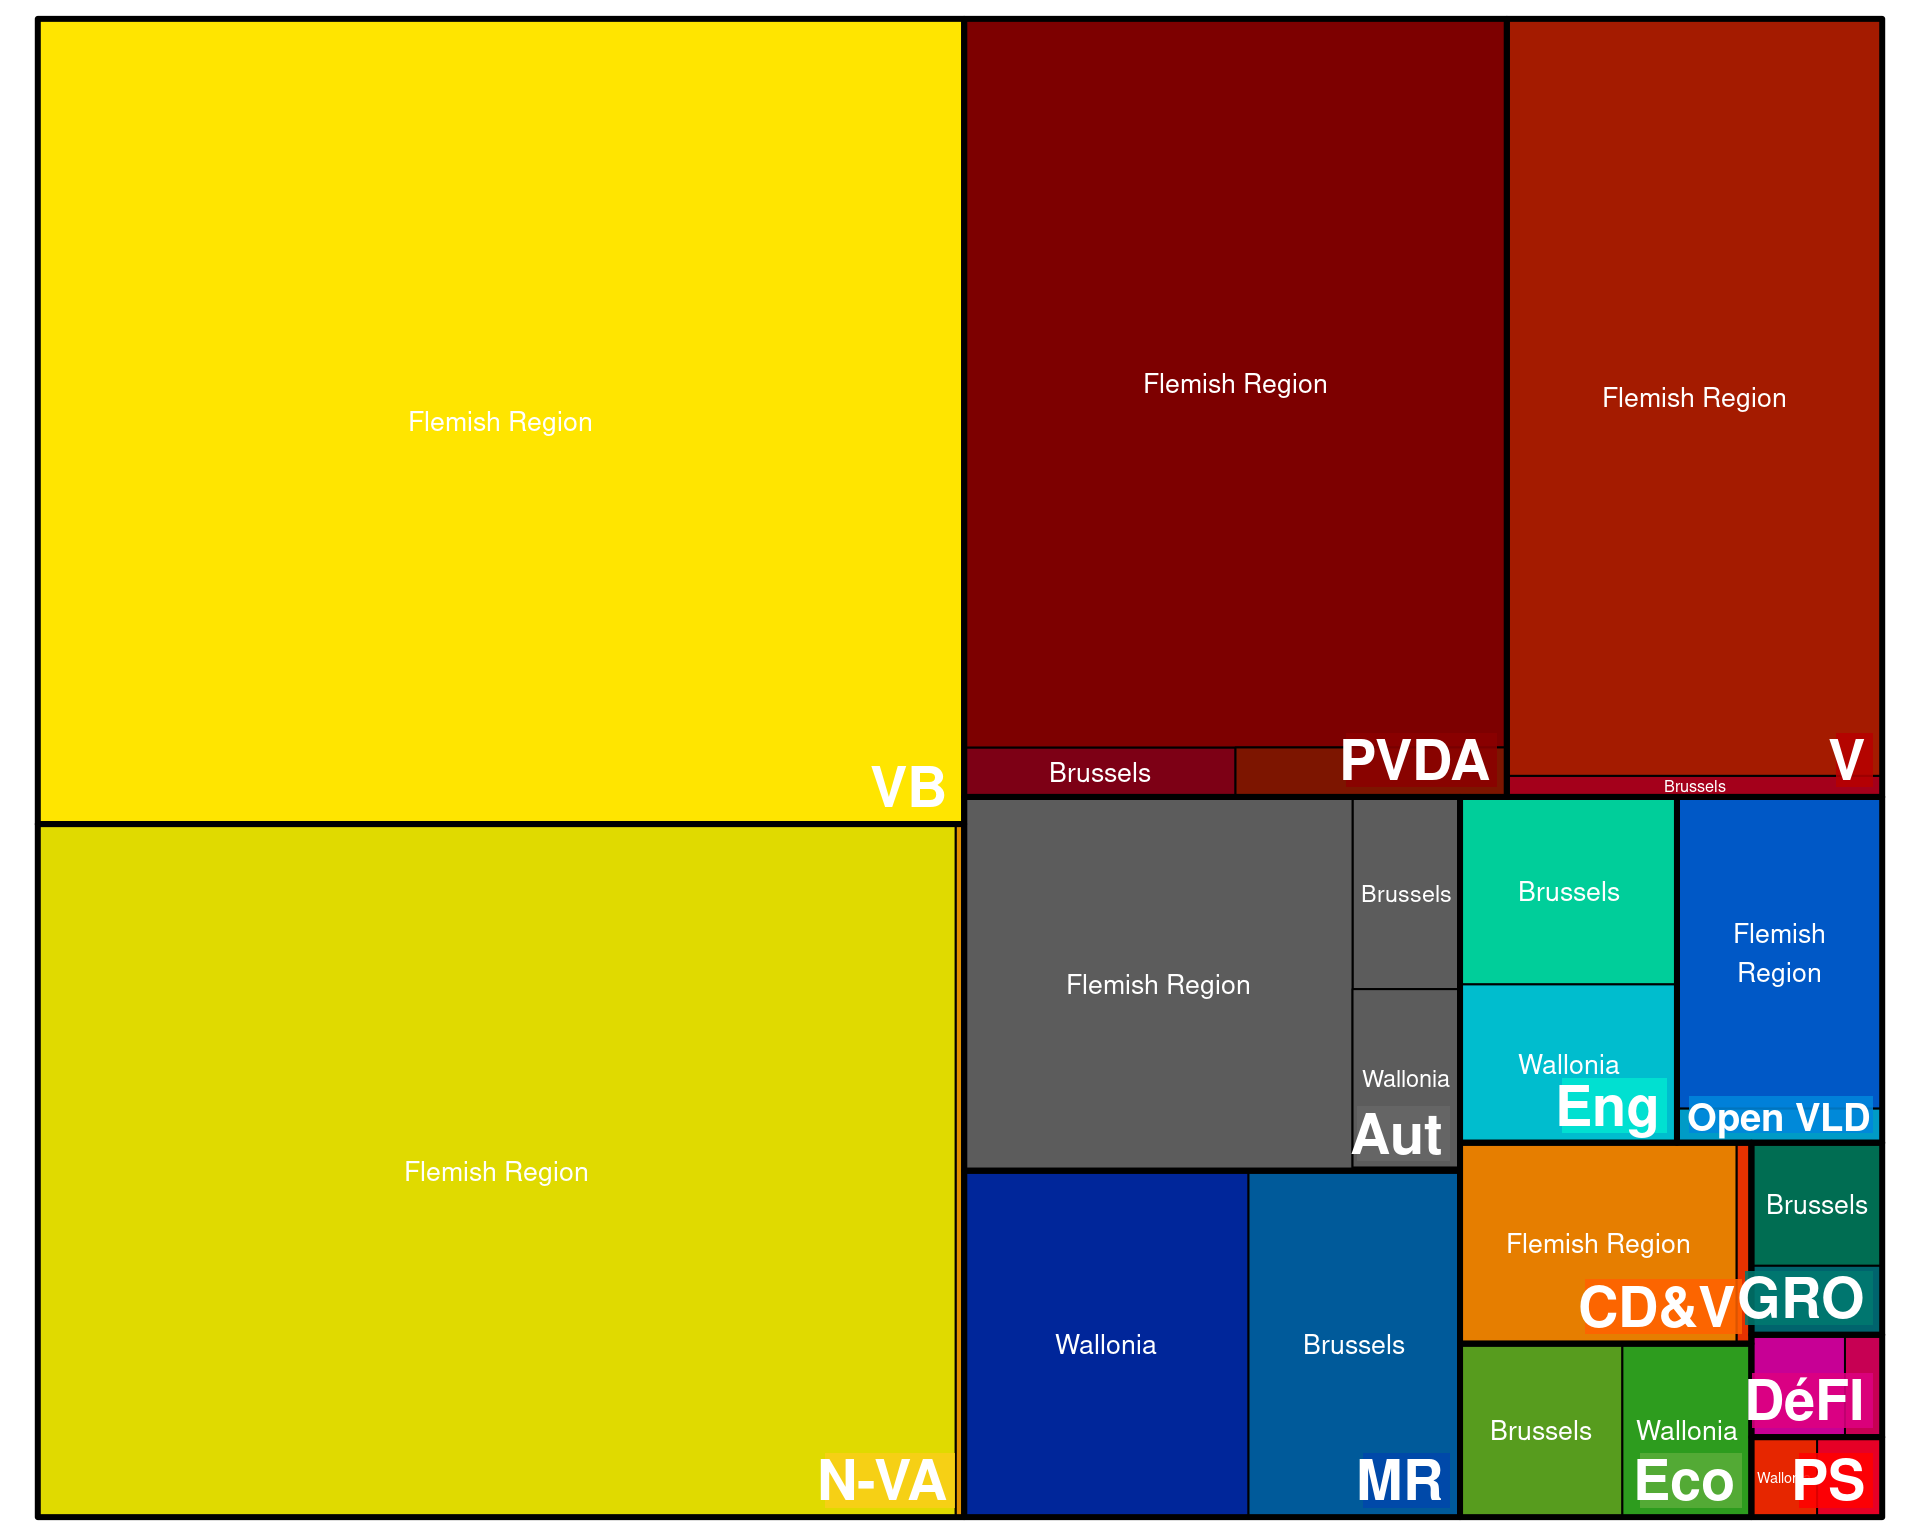 Flemish Region
VB
Flemish Region
N-VA
Flemish Region
Brussels
PVDA
Flemish Region
V
Brussels
Flemish Region
Brussels
Wallonia
Aut
Wallonia
Brussels
MR
Brussels
Wallonia
Eng
Flemish
Region
Open VLD
Flemish Region
CD&V
Brussels
GRO
Brussels
Wallonia
Eco
DéFI
PS